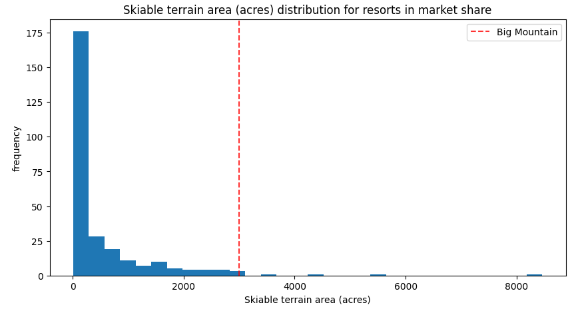 Skiable terrain area (acres) distribution for resorts in market share
Big Mountain
frequency
175
150
125
100
75
50
25
0
0 2000 4000 6000 8000
Skiable terrain area (acres)